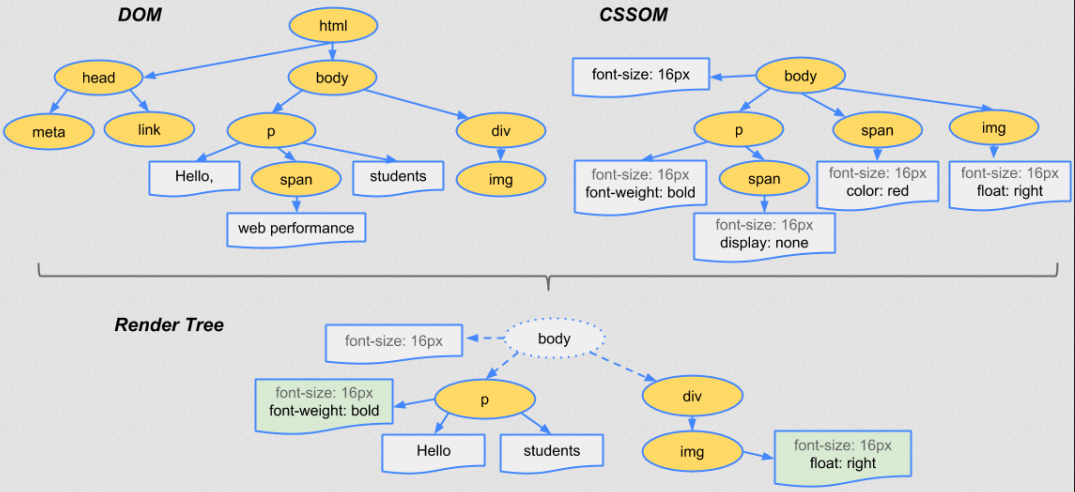 DOM
CSSOM
html
head
body
meta
link
p
div
Hello,
span
students
img
web performance
font-size: 16px
body
p
span
img
font-size: 16px
font-weight: bold
span
font-size: 16px
color: red
font-size: 16px
float: right
font-size: 16px
display: none
Render Tree
font-size: 16px
body
font-size: 16px
font-weight: bold
p
div
Hello
students
img
font-size: 16px
float: right